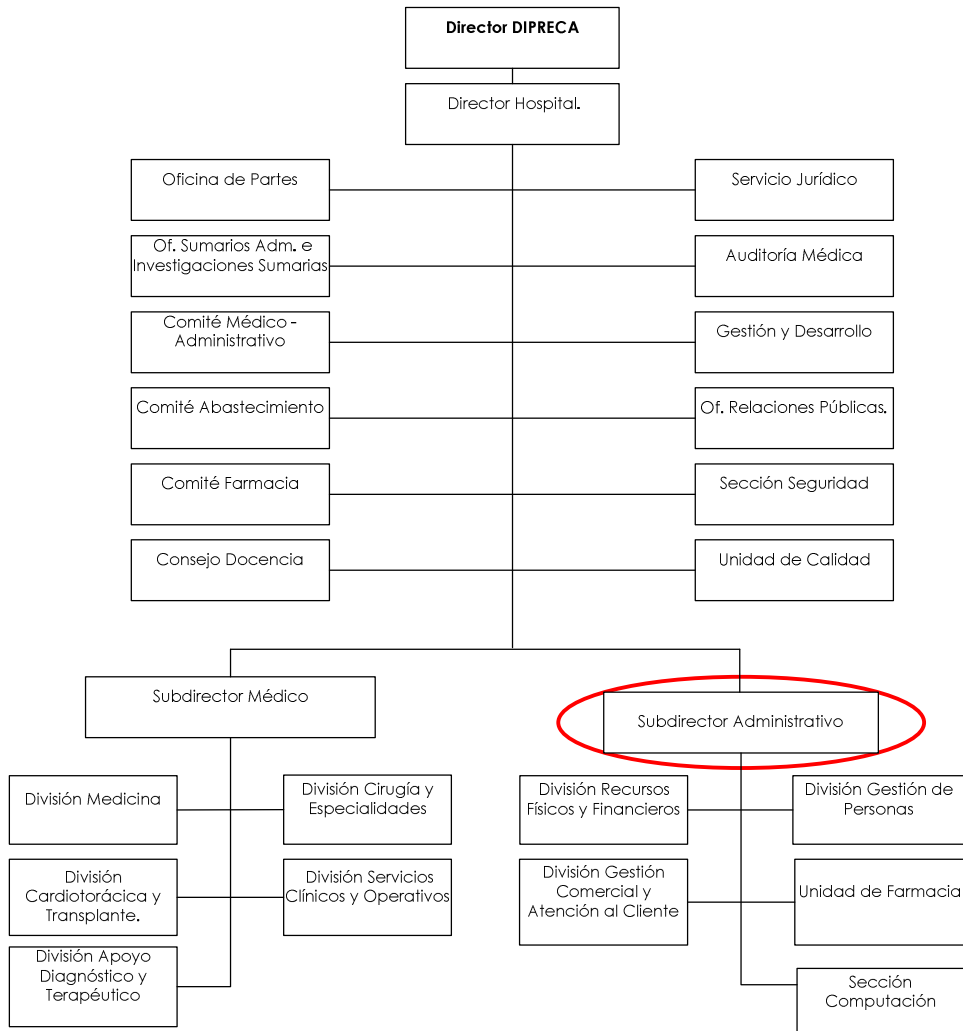 Director DIPRECA
Director Hospital.
Oficina de Partes
Servicio Jurídico
Of. Sumarios Adm. e
Investigaciones Sumarias
Auditoría Médica
Comité Médico -
Administrativo
Gestión y Desarrollo
Comité Abastecimiento
Of. Relaciones Públicas.
Comité Farmacia
Sección Seguridad
Consejo Docencia
Unidad de Calidad
Subdirector Médico
Subdirector Administrativo
División Medicina
División Cirugía y
Especialidades
División Recursos
Físicos y Financieros
División Gestión de
Personas
División
Cardiotorácica y
Transplante.
División Servicios
Clínicos y Operativos
División Gestión
Comercial y
Atención al Cliente
Unidad de Farmacia
División Apoyo
Diagnóstico y
Terapéutico
Sección
Computación